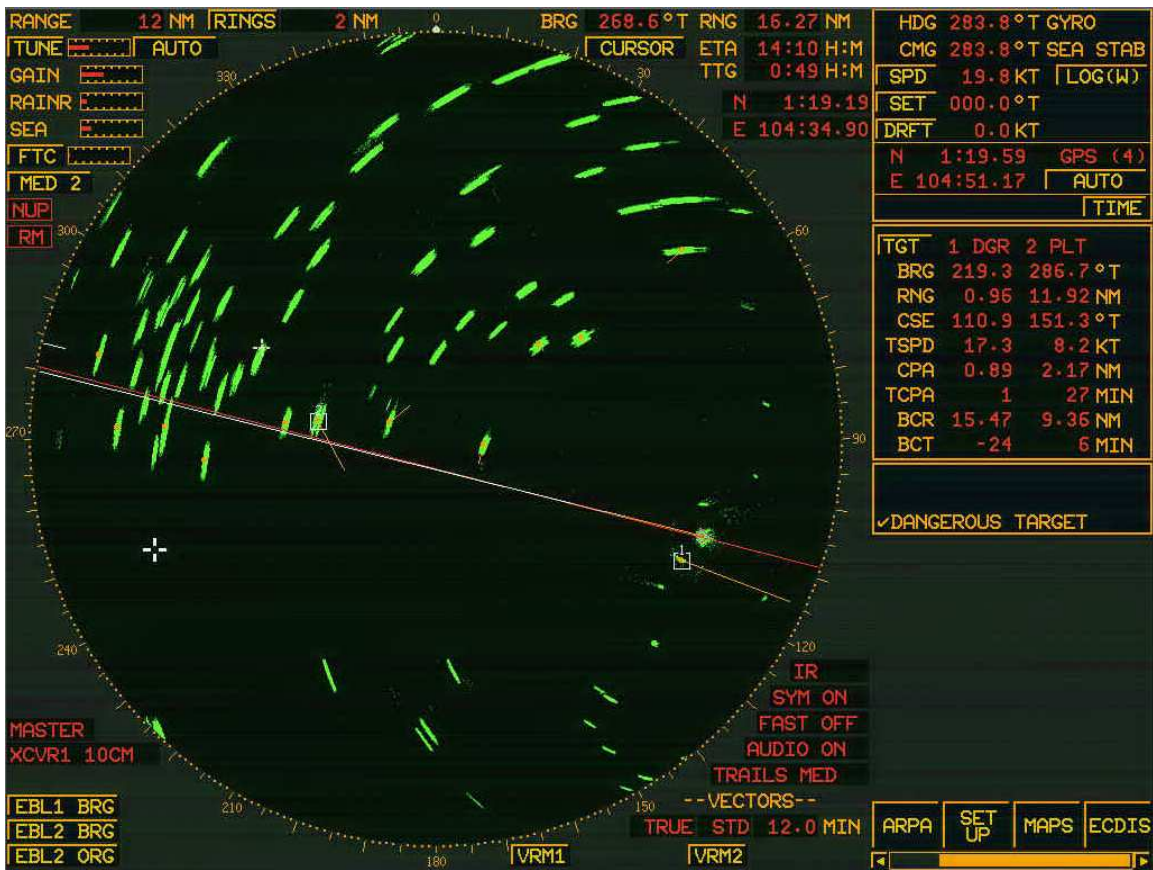 RANGE 12 NM RINGS 2 NM
TUNE AUTO
GAIN
RAINR
SEA
FTC
MED 2
NUP
RM
BRG 268.6°T RNG 16.27 NM
CURSOR ETA 14:10 H:M
TTG 0:49 H:M
N 1:19.19
E 104:34.90
HDG 283.8°T GYRO
CMG 283.8°T SEA STAB
SPD 19.8 KT LOG(W)
SET 000.0°T
DRFT 0.0 KT
N 1:19.59 GPS (4)
E 104:51.17 AUTO
TIME
TGT 1 DGR 2 PLT
BRG 219.3 286.7 °T
RNG 0.96 11.92 NM
CSE 110.9 151.3 °T
TSPD 17.3 8.2 KT
CPA 0.89 2.17 NM
TCPA 1 27 MIN
BCR 15.47 9.36 NM
BCT -24 6 MIN
✓DANGEROUS TARGET
0
30
60
90
120
150
180
210
240
270
300
330
2
1
MASTER
XCVR1 10CM
EBL1 BRG
EBL2 BRG
EBL2 ORG
IR
SYM ON
FAST OFF
AUDIO ON
TRAILS MED
--VECTORS--
TRUE STD 12.0 MIN
VRM1 VRM2
ARPA SET UP MAPS ECDIS